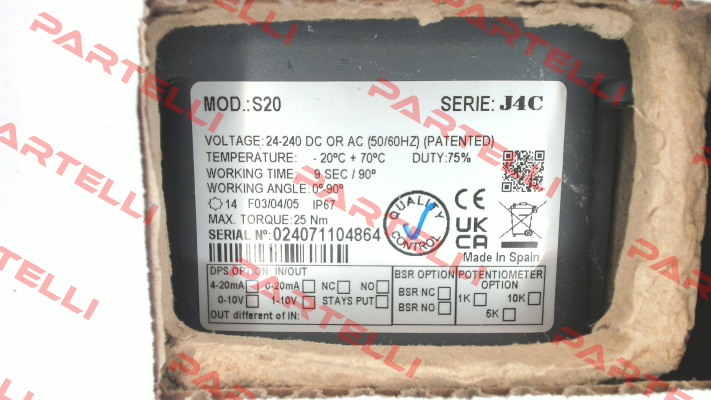 MOD.:S20 SERIE: J4C
VOLTAGE:24-240 DC OR AC (50/60HZ) (PATENTED)
TEMPERATURE: - 20ºC + 70ºC DUTY:75%
WORKING TIME: 9 SEC / 90º
WORKING ANGLE: 0º-90º
14 F03/04/05 IP67
MAX. TORQUE:25 Nm
SERIAL Nº:024071104864
QUALITY
CONTROL
CE
UK
CA
Made In Spain
DPS OPTION: IN/OUT
4-20mA 0-20mA NC NO
0-10V 1-10V STAYS PUT
OUT different of IN:
BSR OPTION
BSR NC
BSR NO
POTENTIOMETER
OPTION
1K 10K
5K
PARTELLI
PARTELLI
PARTELLI
PARTELLI
PARTELLI
PARTELLI